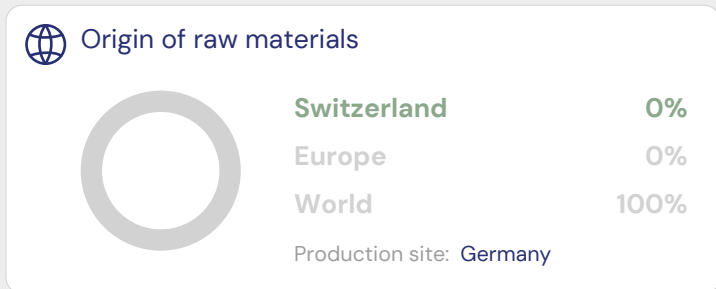 Origin of raw materials
Switzerland 0%
Europe 0%
World 100%
Production site: Germany